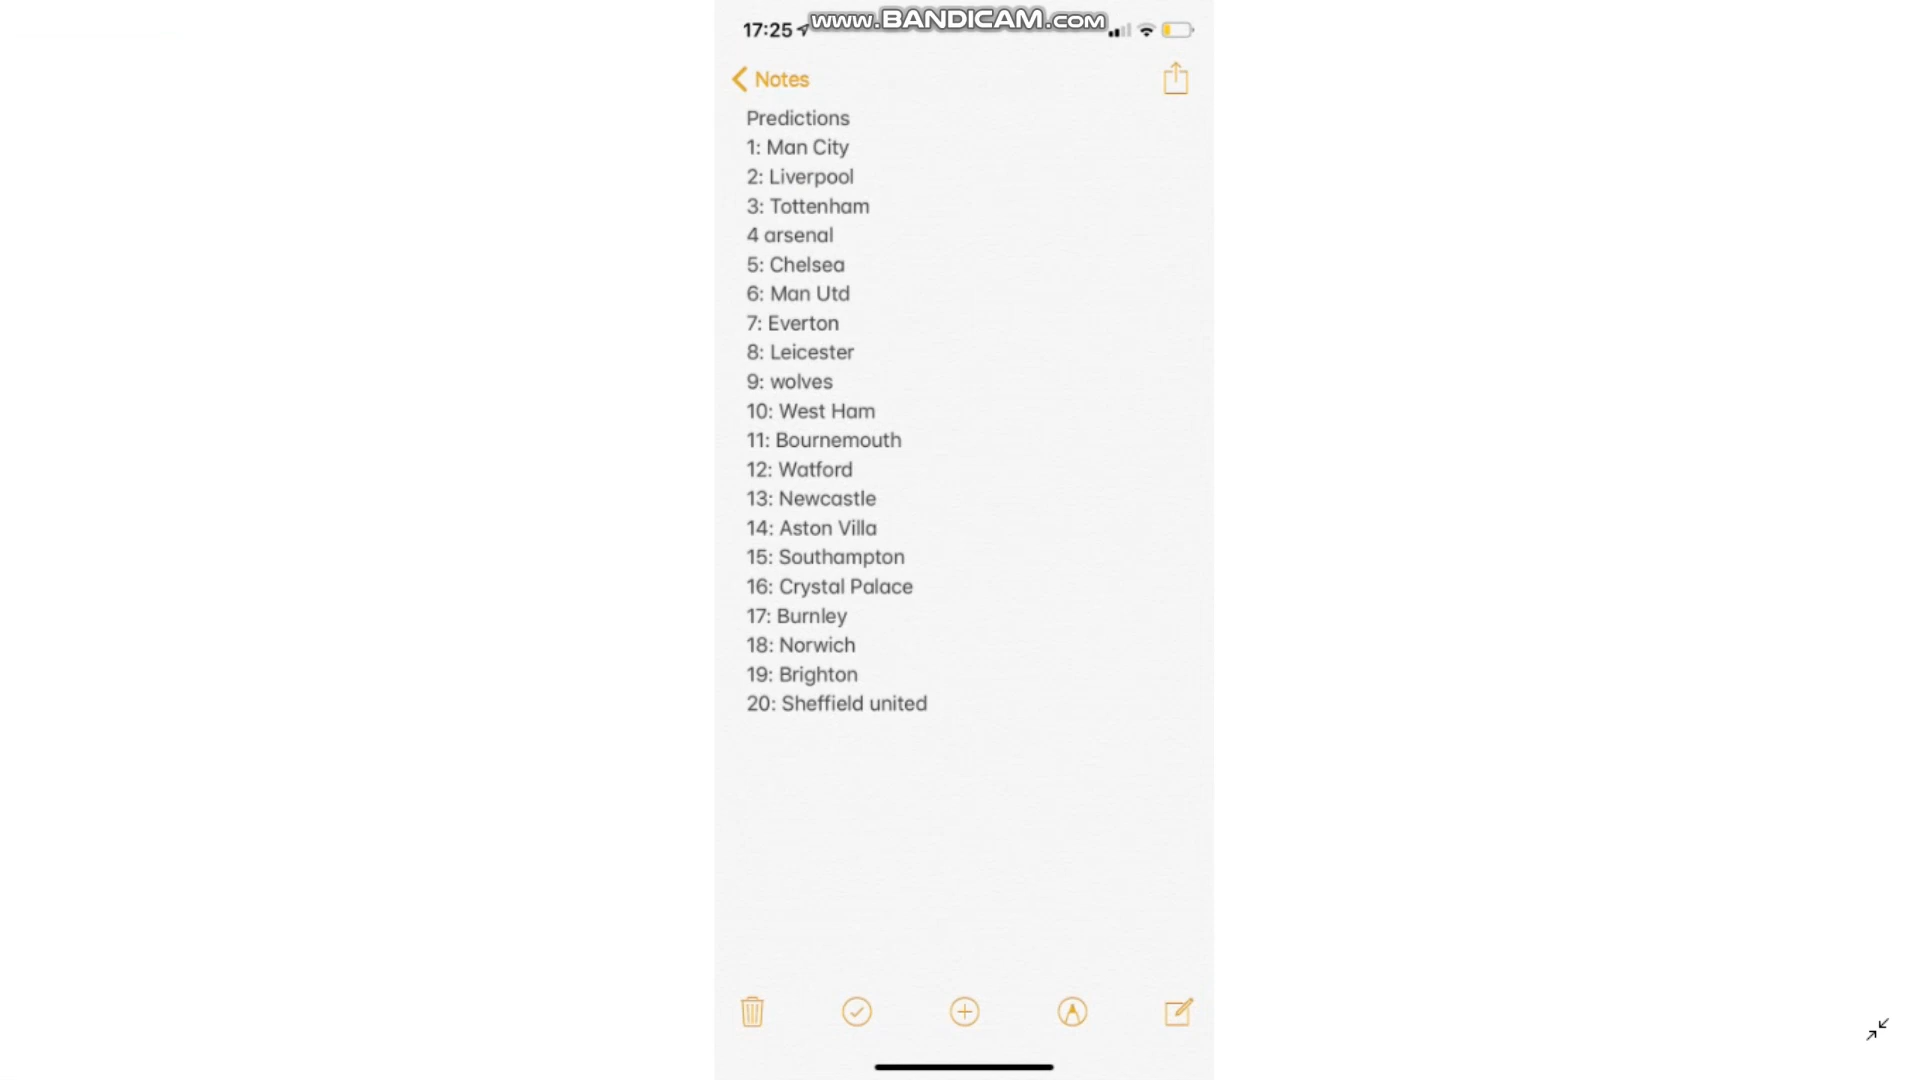 www.BANDICAM.com
17:25
Notes
Predictions
1: Man City
2: Liverpool
3: Tottenham
4 arsenal
5: Chelsea
6: Man Utd
7: Everton
8: Leicester
9: wolves
10: West Ham
11: Bournemouth
12: Watford
13: Newcastle
14: Aston Villa
15: Southampton
16: Crystal Palace
17: Burnley
18: Norwich
19: Brighton
20: Sheffield united